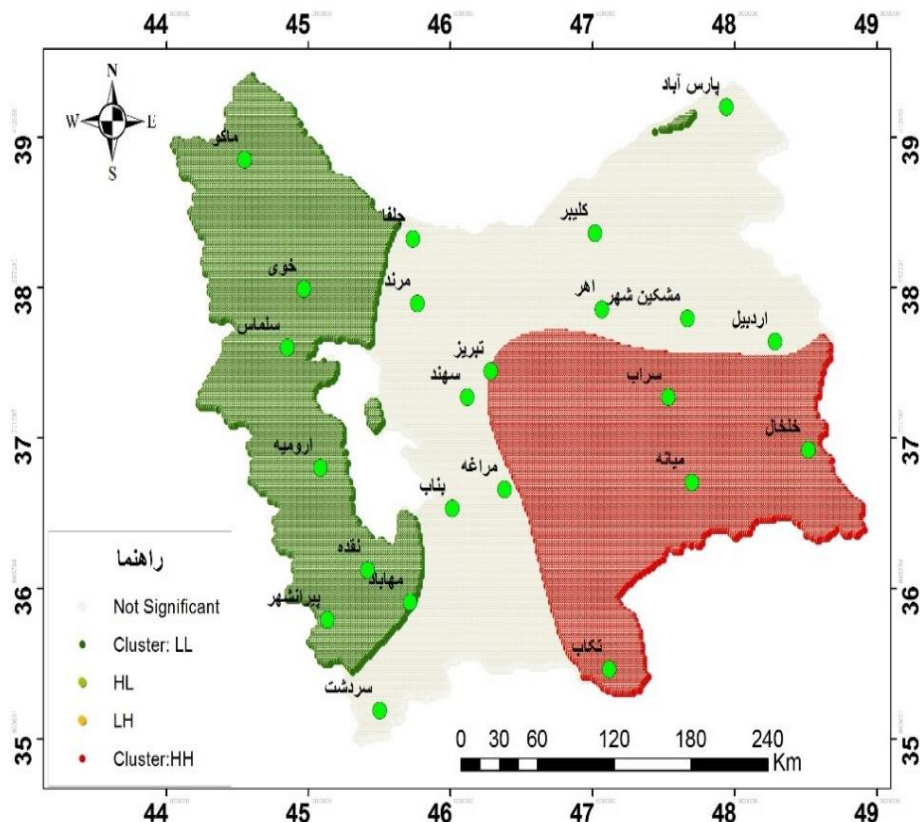 44 45 46 47 48 49
N
W E
S
39
38
37
36
35
39
38
37
36
35
پارس آباد
ماکو
کلیبر
جلفا
خوی
مرند
اهر
مشکین شهر
اردبیل
سلماس
تبریز
سهند
سراب
خلخال
ارومیه
میانه
مراغه
بناب
نقده
مهاباد
پیرانشهر
تکاب
سردشت
راهنما
Not Significant
Cluster: LL
HL
LH
Cluster:HH
0 30 60 120 180 240
Km
44 45 46 47 48 49